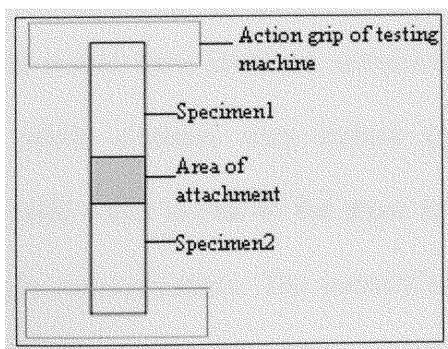 Action grip of testing
machine
Specimen1
Area of
attachment
Specimen2